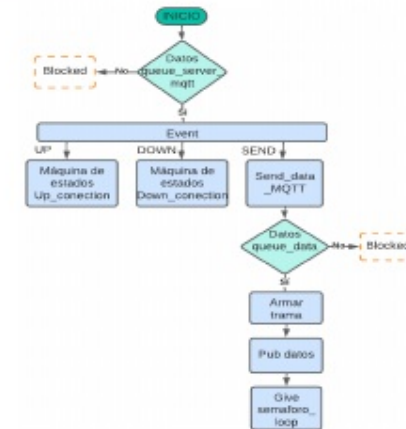 INICIO
Datos
queue_server_
mqtt
Blocked
No
Si
Event
UP
DOWN
SEND
Máquina de
estados
Up_conection
Máquina de
estados
Down_conection
Send_data
_MQTT
Datos
queue_data
No
Blocked
Si
Armar
trama
Pub datos
Give
semaforo_
loop